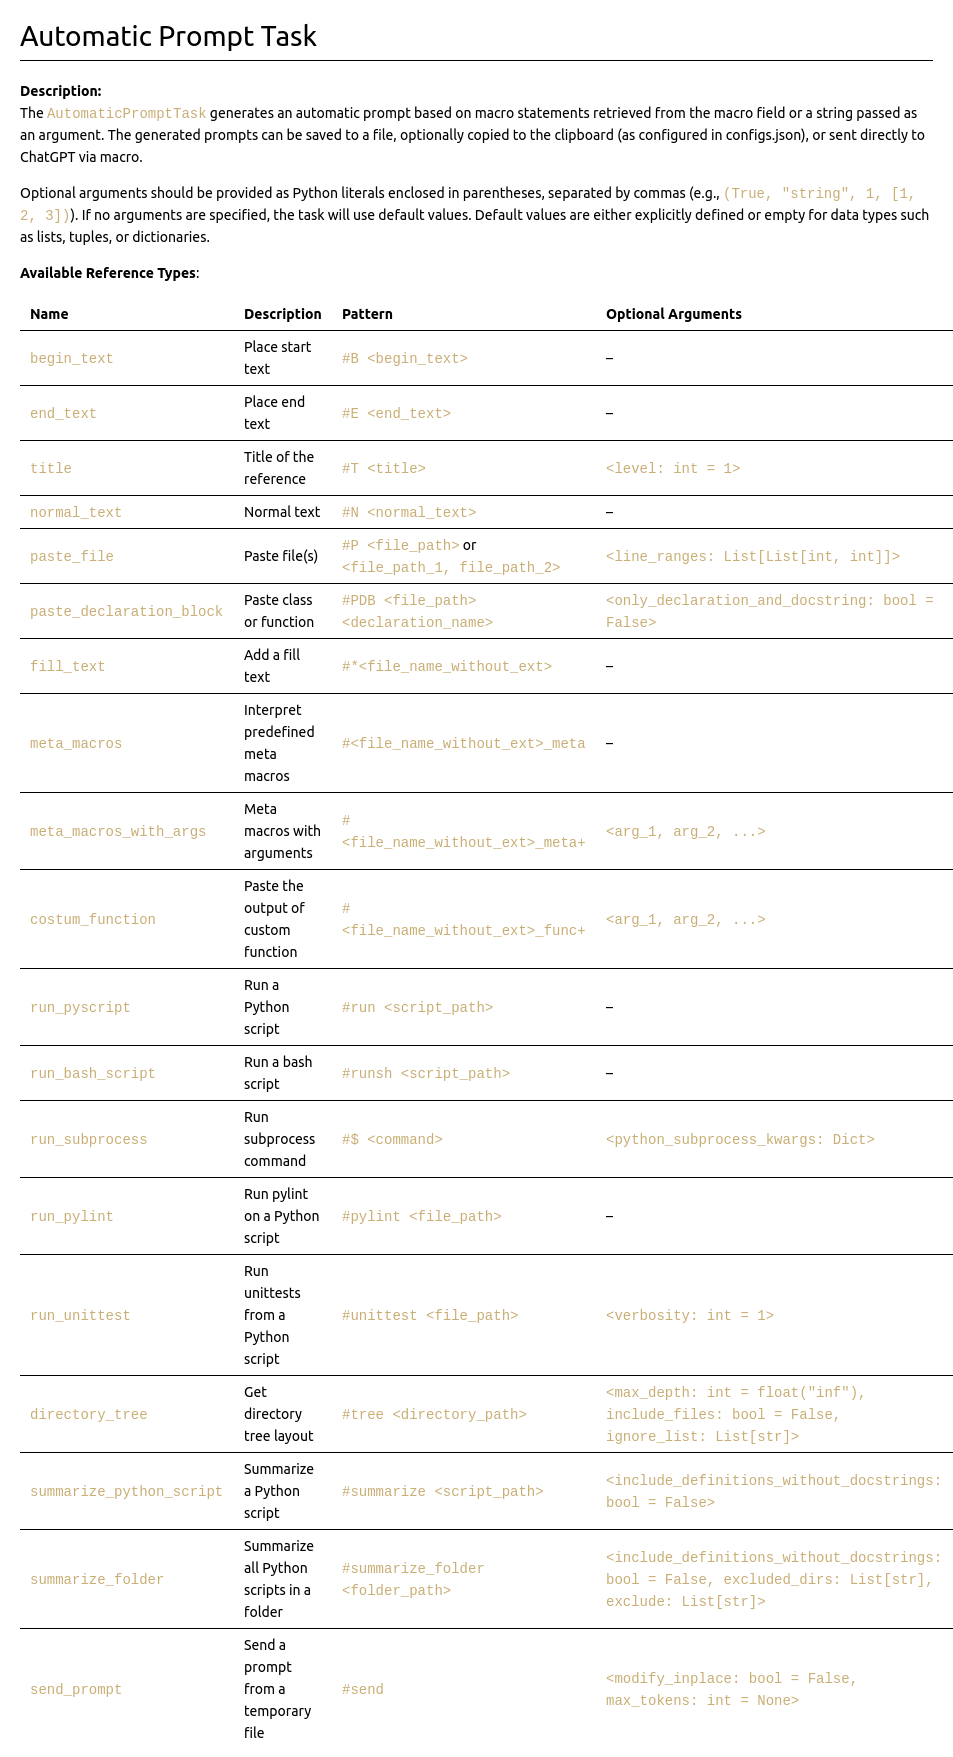 Automatic Prompt Task
Description:
The AutomaticPromptTask generates an automatic prompt based on macro statements retrieved from the macro field or a string passed as
an argument. The generated prompts can be saved to a file, optionally copied to the clipboard (as configured in configs.json), or sent directly to
ChatGPT via macro.
Optional arguments should be provided as Python literals enclosed in parentheses, separated by commas (e.g., (True, "string", 1, [1,
2, 3])). If no arguments are specified, the task will use default values. Default values are either explicitly defined or empty for data types such
as lists, tuples, or dictionaries.
Available Reference Types:
Name Description Pattern Optional Arguments
begin_text Place start #B <begin_text> –
text
end_text Place end #E <end_text> –
text
title Title of the #T <title> <level: int = 1>
reference
normal_text Normal text #N <normal_text> –
paste_file Paste file(s) #P <file_path> or <line_ranges: List[List[int, int]]>
<file_path_1, file_path_2>
paste_declaration_block Paste class #PDB <file_path> <only_declaration_and_docstring: bool =
or function <declaration_name> False>
fill_text Add a fill #*<file_name_without_ext> –
text
meta_macros Interpret #<file_name_without_ext>_meta –
predefined
meta
macros
meta_macros_with_args Meta # <arg_1, arg_2, ...>
macros with <file_name_without_ext>_meta+
arguments
costum_function Paste the # <arg_1, arg_2, ...>
output of <file_name_without_ext>_func+
custom
function
run_pyscript Run a #run <script_path> –
Python
script
run_bash_script Run a bash #runsh <script_path> –
script
run_subprocess Run #$ <command> <python_subprocess_kwargs: Dict>
subprocess
command
run_pylint Run pylint #pylint <file_path> –
on a Python
script
run_unittest Run #unittest <file_path> <verbosity: int = 1>
unittests
from a
Python
script
directory_tree Get #tree <directory_path> <max_depth: int = float("inf"),
directory include_files: bool = False,
tree layout ignore_list: List[str]>
summarize_python_script Summarize #summarize <script_path> <include_definitions_without_docstrings:
a Python bool = False>
script
summarize_folder Summarize #summarize_folder <include_definitions_without_docstrings:
all Python <folder_path> bool = False, excluded_dirs: List[str],
scripts in a exclude: List[str]>
folder
send_prompt Send a #send <modify_inplace: bool = False,
prompt max_tokens: int = None>
from a
temporary
file